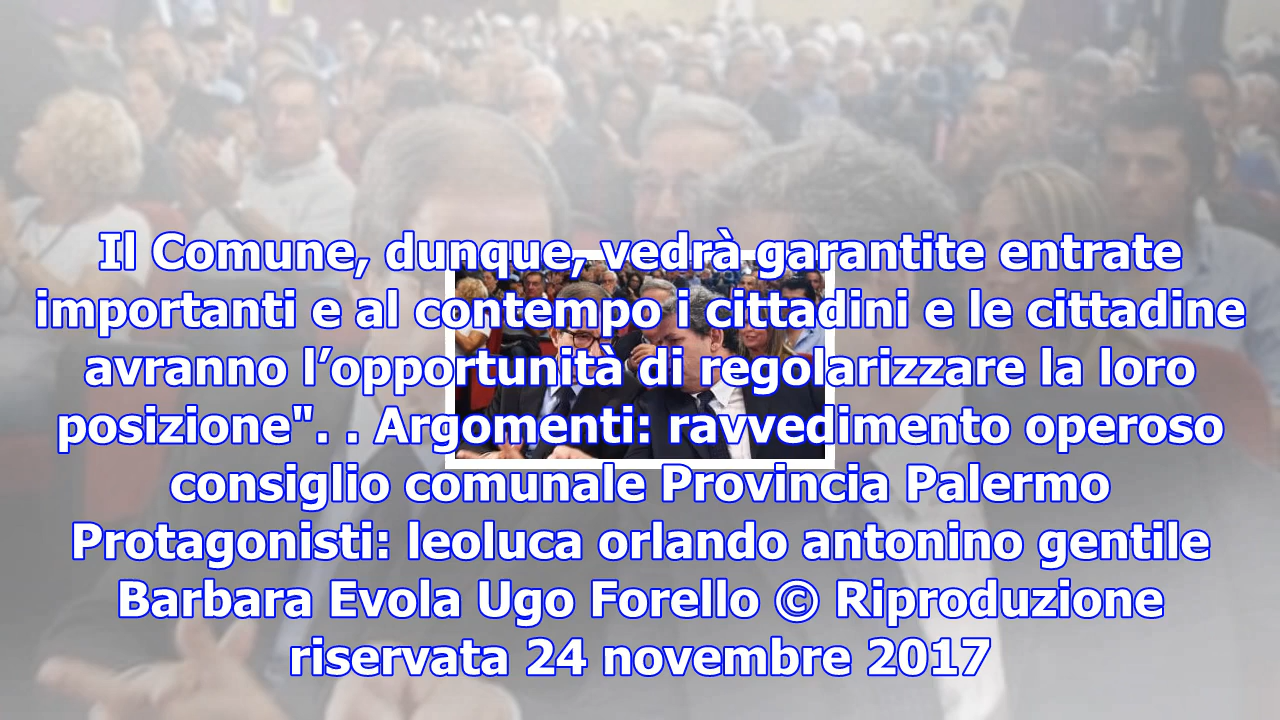 Il Comune, dunque, vedrà garantite entrate
importanti e al contempo i cittadini e le cittadine
avranno l’opportunità di regolarizzare la loro
posizione". . Argomenti: ravvedimento operoso
consiglio comunale Provincia Palermo
Protagonisti: leoluca orlando antonino gentile
Barbara Evola Ugo Forello © Riproduzione
riservata 24 novembre 2017